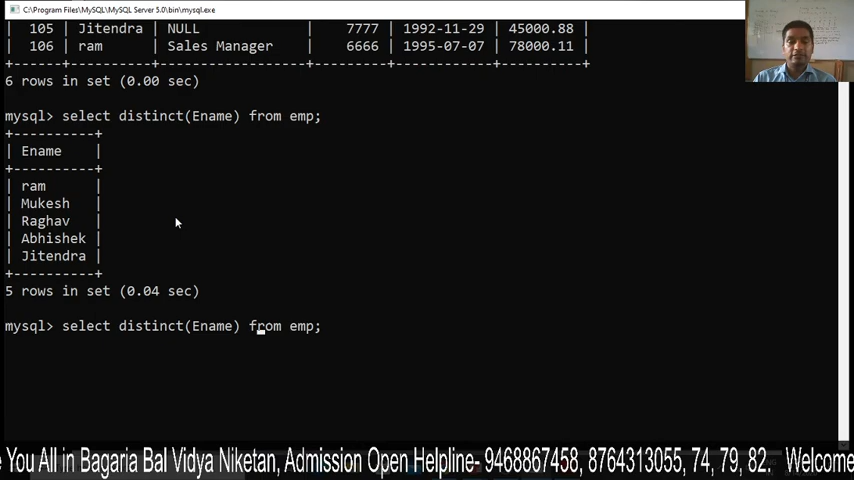 C:\Program Files\MySQL\MySQL Server 5.0\bin\mysql.exe
|  105 | Jitendra | NULL             |    7777 | 1992-11-29 | 45000.88 |
|  106 | ram      | Sales Manager    |    6666 | 1995-07-07 | 78000.11 |
+------+----------+------------------+---------+------------+----------+
6 rows in set (0.00 sec)
mysql> select distinct(Ename) from emp;
+----------+
| Ename    |
+----------+
| ram      |
| Mukesh   |
| Raghav   |
| Abhishek |
| Jitendra |
+----------+
5 rows in set (0.04 sec)
mysql> select distinct(Ename) from emp;
e You All in Bagaria Bal Vidya Niketan, Admission Open Helpline- 9468867458, 8764313055, 74, 79, 82.   Welcome